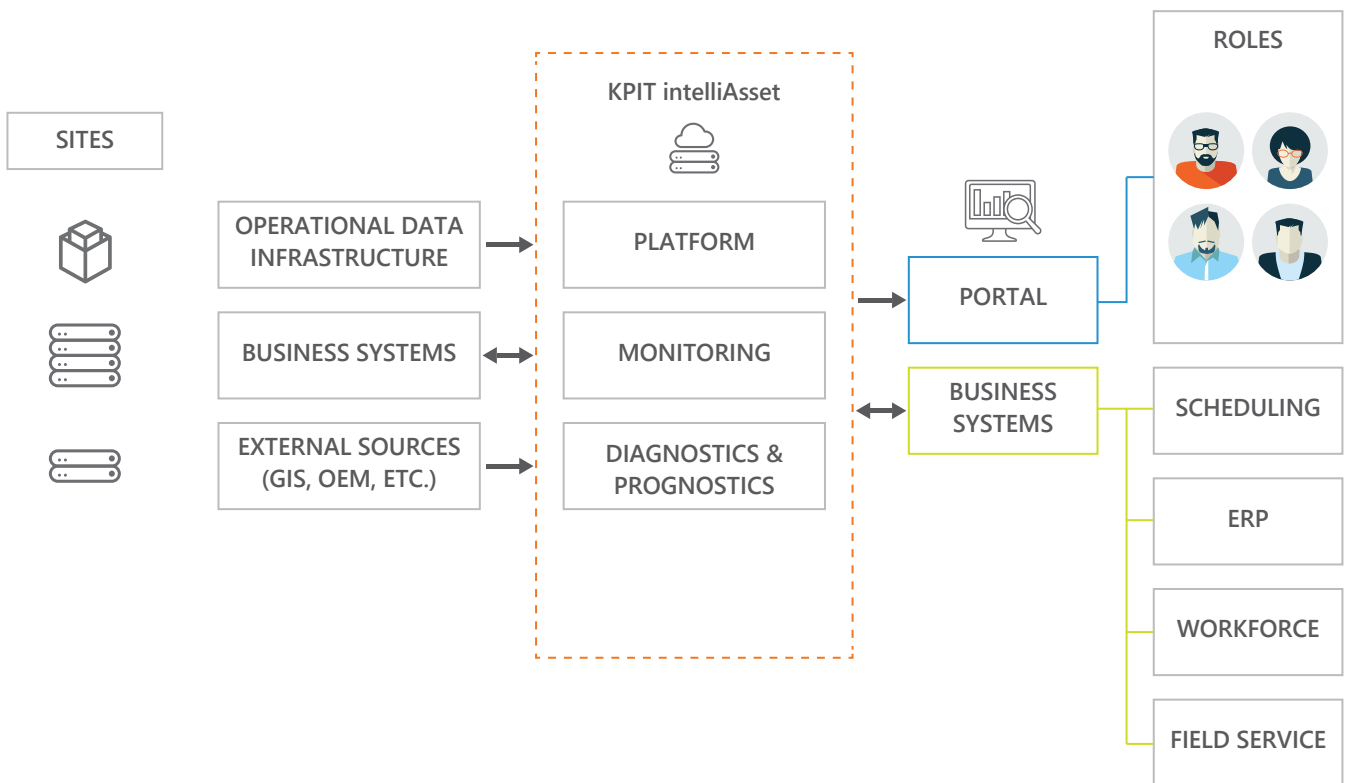 SITES
OPERATIONAL DATA
INFRASTRUCTURE
BUSINESS SYSTEMS
EXTERNAL SOURCES
(GIS, OEM, ETC.)
KPIT intelliAsset
PLATFORM
MONITORING
DIAGNOSTICS &
PROGNOSTICS
PORTAL
BUSINESS
SYSTEMS
ROLES
SCHEDULING
ERP
WORKFORCE
FIELD SERVICE